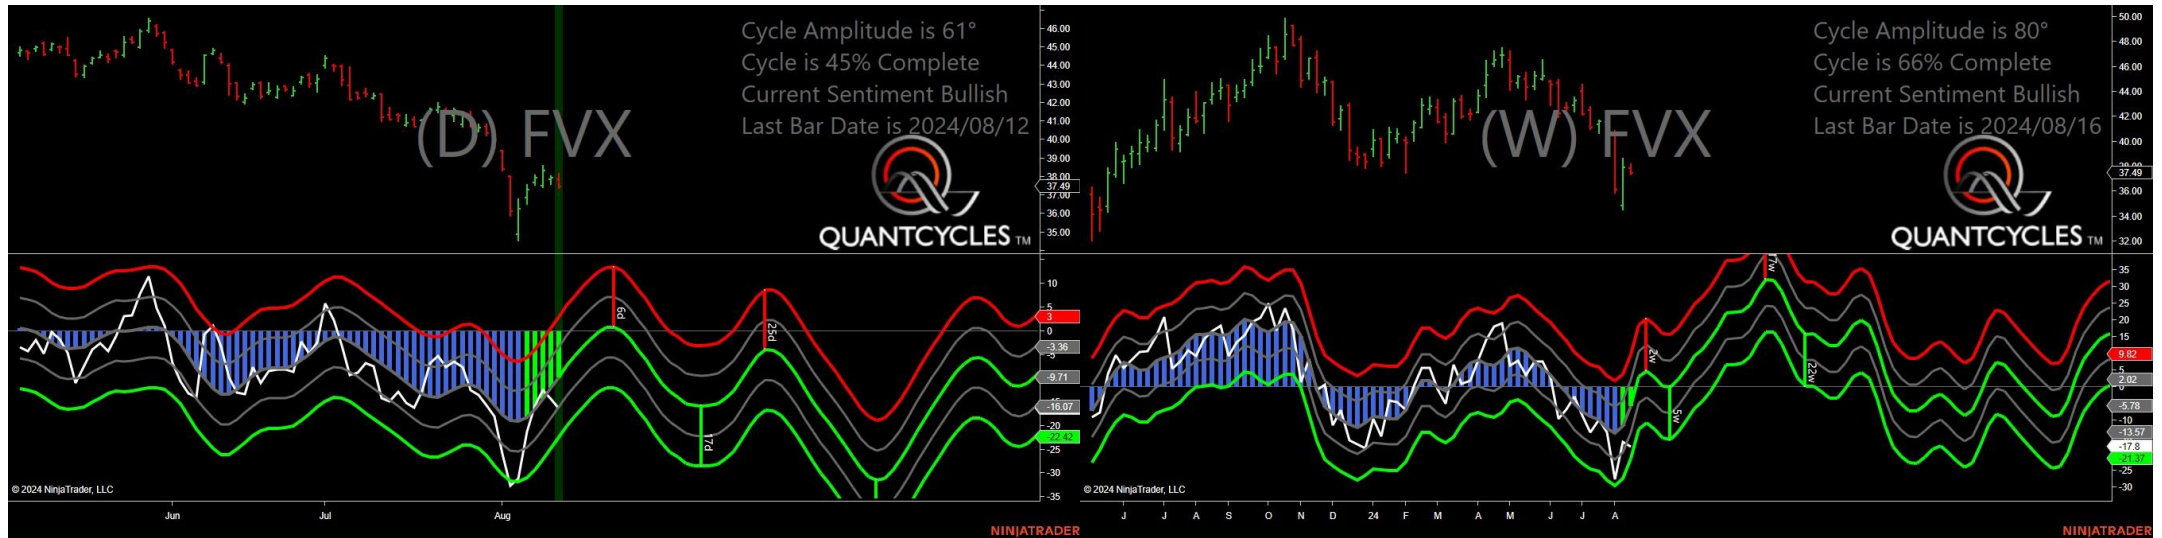 Cycle Amplitude is 61°
Cycle is 45% Complete
Current Sentiment Bullish
Last Bar Date is 2024/08/12
(D) FVX
QUANTCYCLES TM
46.00
45.00
44.00
43.00
42.00
41.00
40.00
39.00
38.00
37.49
37.00
36.00
35.00
6d
25d
17d
10
5
3
0
-3.36
-5
-9.71
-16.07
-20
-22.42
-25
-30
-35
© 2024 NinjaTrader, LLC
Jun
Jul
Aug
NINJATRADER
Cycle Amplitude is 80°
Cycle is 66% Complete
Current Sentiment Bullish
Last Bar Date is 2024/08/16
(W) FVX
QUANTCYCLES TM
50.00
48.00
46.00
44.00
42.00
40.00
37.49
36.00
34.00
32.00
2w
5w
22w
35
30
25
20
15
9.82
5
2.02
0
-5.78
-10
-13.57
-17.8
-21.37
-25
-30
© 2024 NinjaTrader, LLC
J
J
A
S
O
N
D
24
F
M
A
M
J
J
A
NINJATRADER